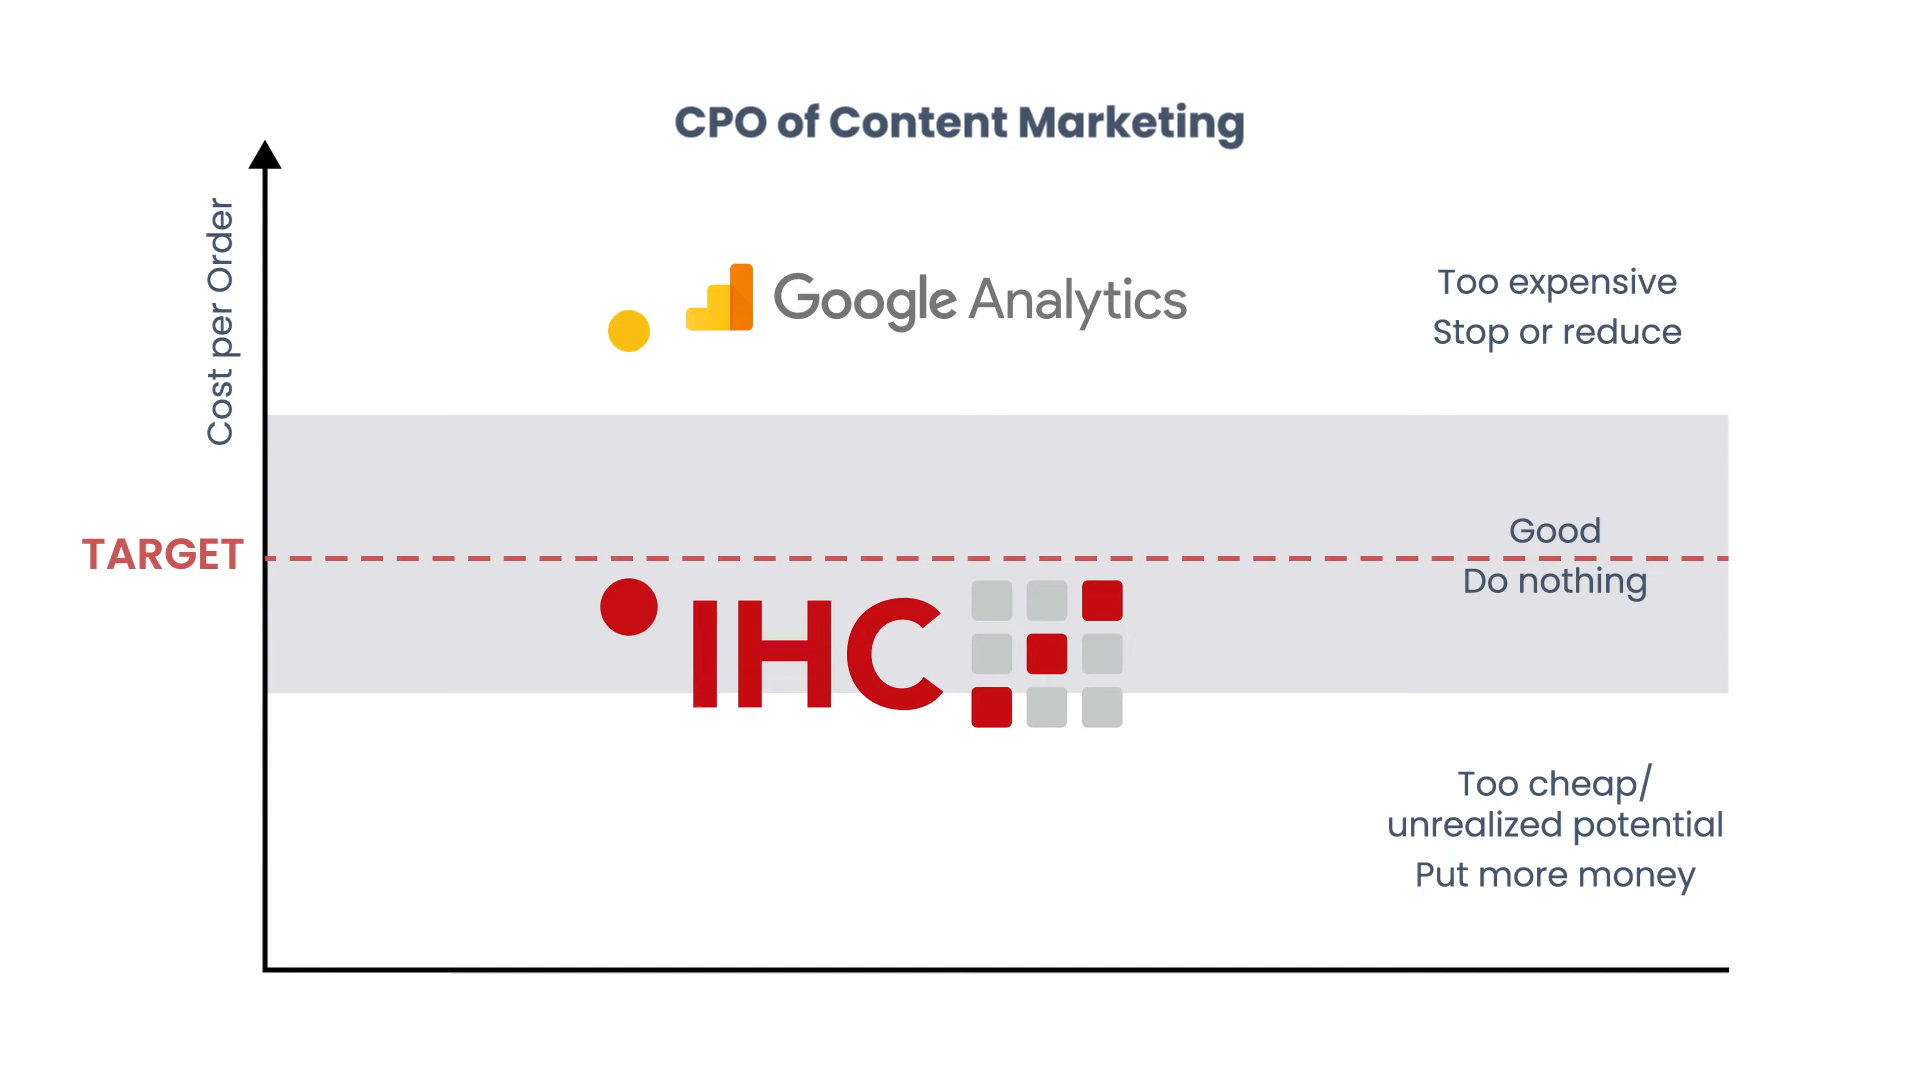 CPO of Content Marketing
Cost per Order
Google Analytics
Too expensive
Stop or reduce
TARGET
Good
Do nothing
IHC
Too cheap/
unrealized potential
Put more money